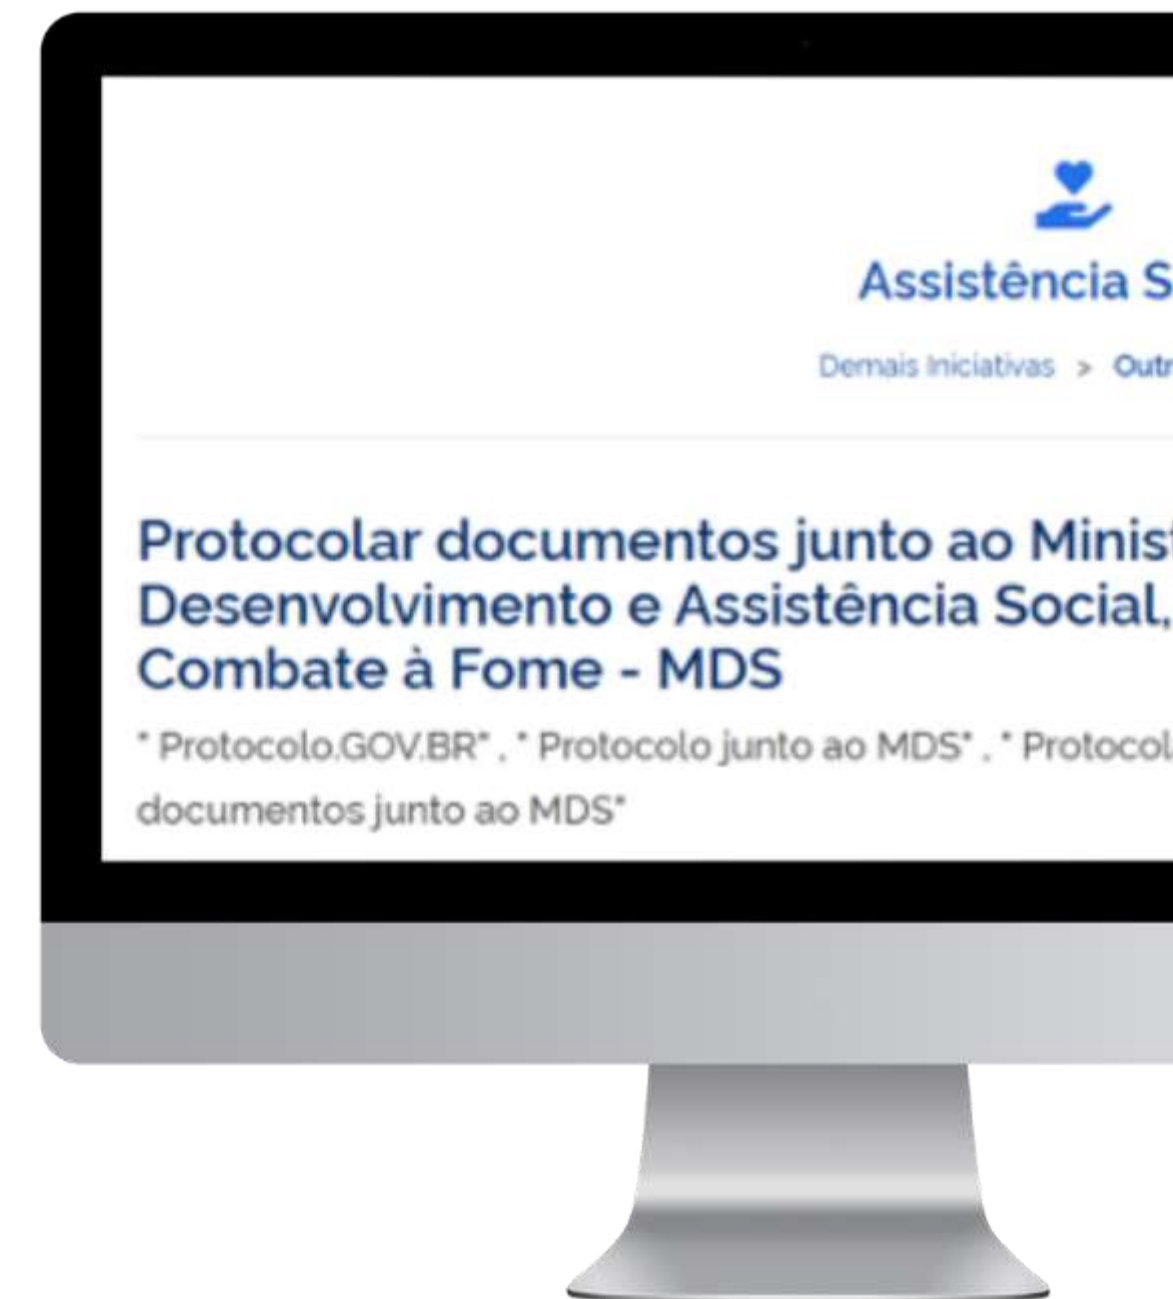 Assistência S
Demais Iniciativas > Outr
Protocolar documentos junto ao Minist
Desenvolvimento e Assistência Social,
Combate à Fome - MDS
" Protocolo.GOV.BR" , " Protocolo junto ao MDS" , " Protocol
documentos junto ao MDS"